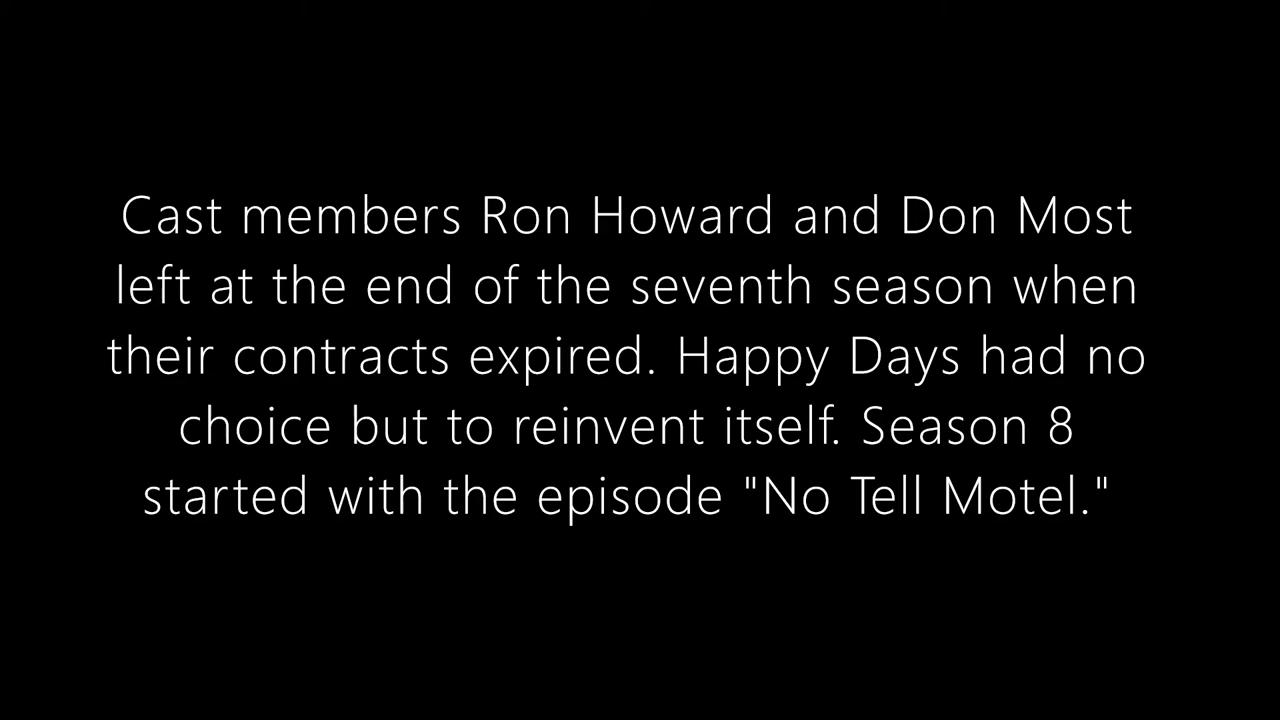 Cast members Ron Howard and Don Most
left at the end of the seventh season when
their contracts expired. Happy Days had no
choice but to reinvent itself. Season 8
started with the episode "No Tell Motel."